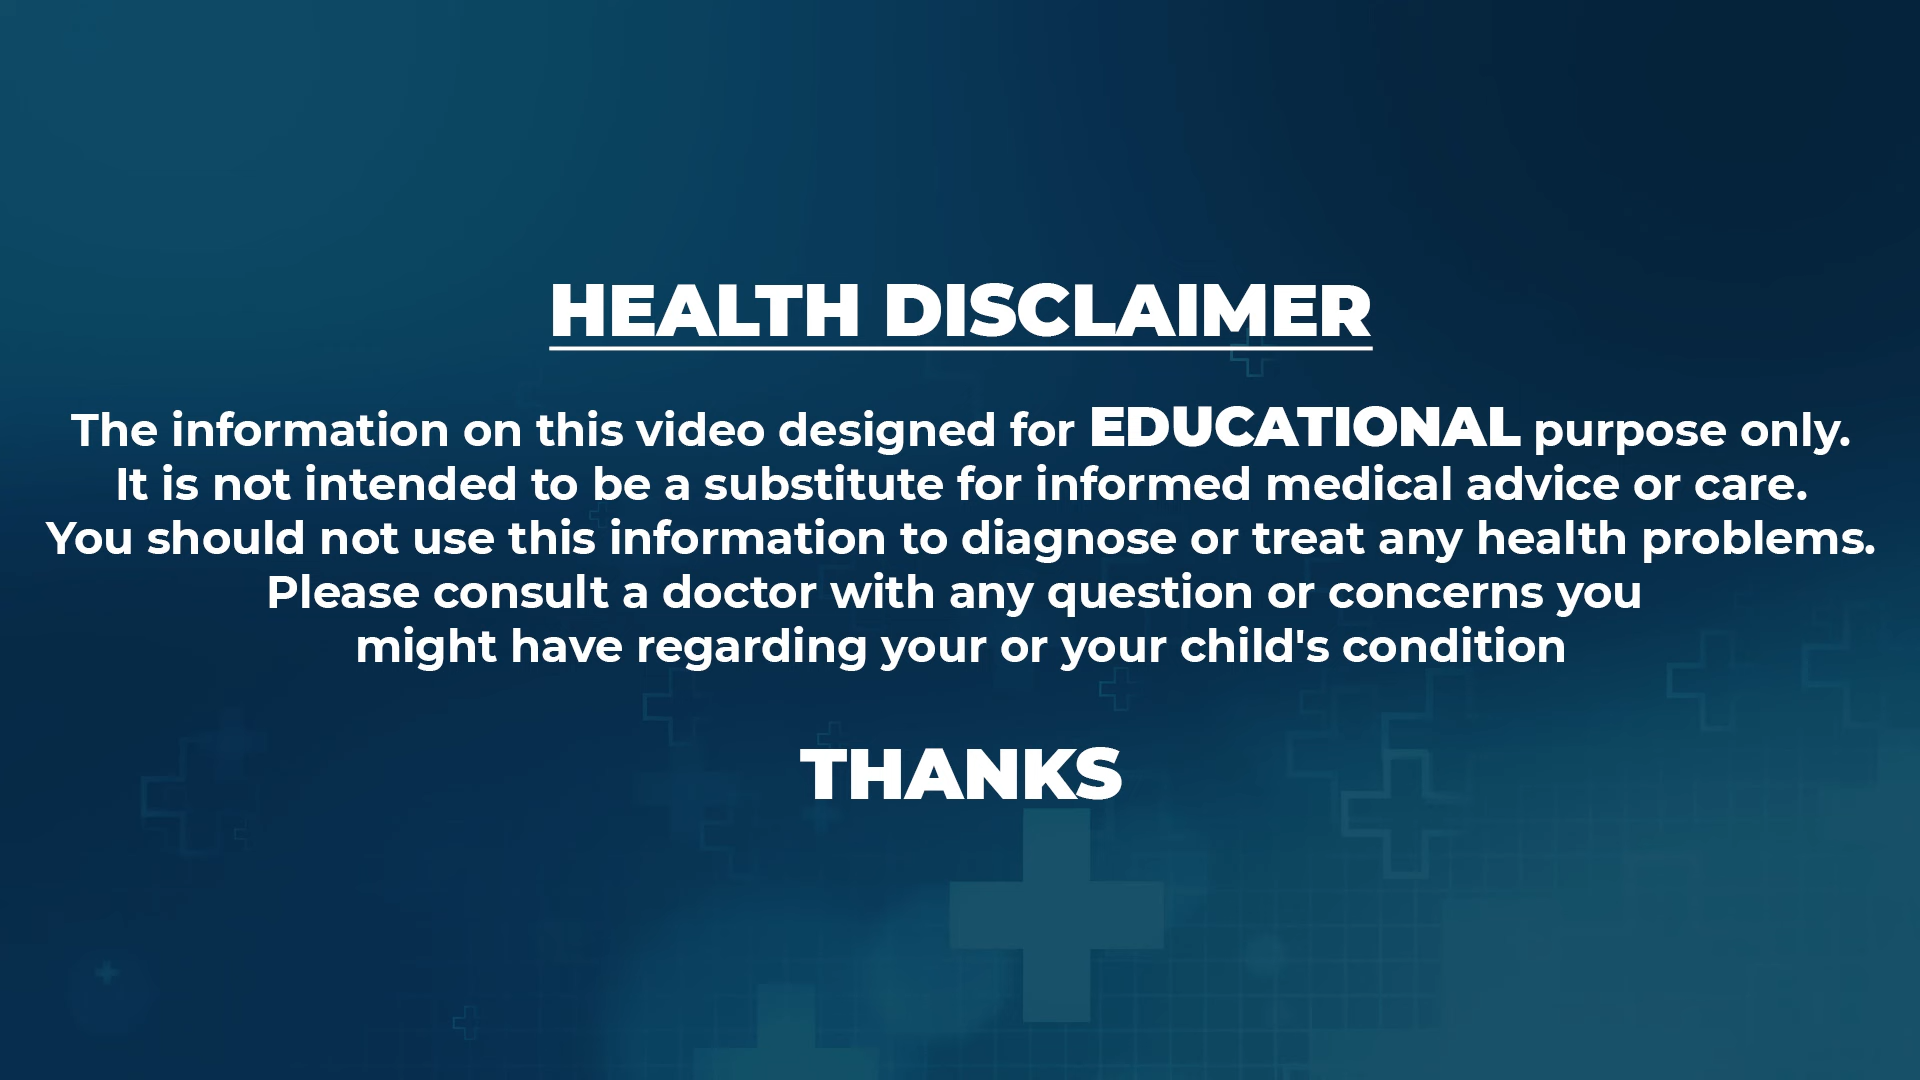 HEALTH DISCLAIMER
The information on this video designed for EDUCATIONAL purpose only.
It is not intended to be a substitute for informed medical advice or care.
You should not use this information to diagnose or treat any health problems.
Please consult a doctor with any question or concerns you
might have regarding your or your child's condition
THANKS